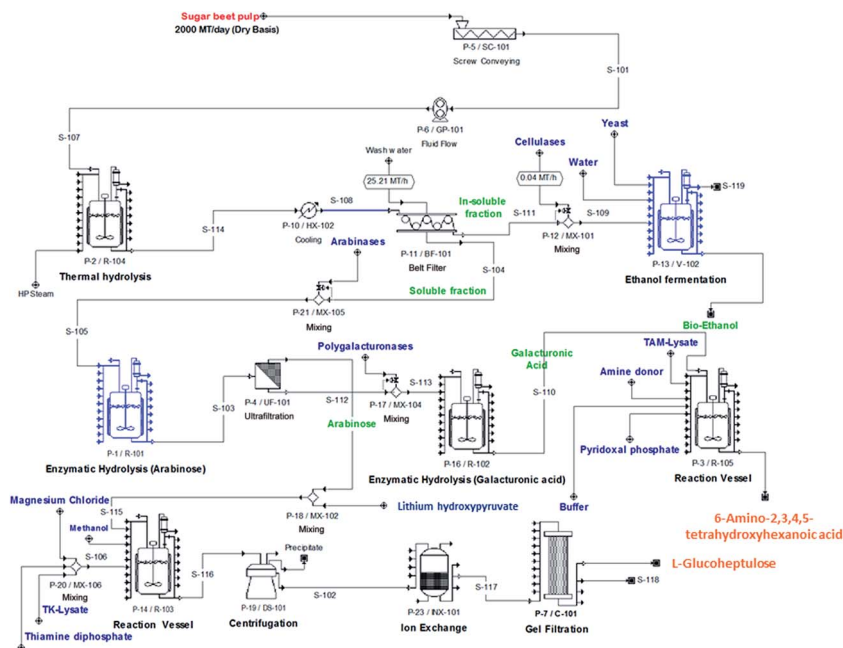 Sugar beet pulp
2000 MT/day (Dry Basis)
P-5 / SC-101
Screw Conveying
S-101
P-6 / GP-101
Fluid Flow
S-107
Yeast
Cellulases
Wash water
Water
0.04 MT/h
25.21 MT/h
S-119
In-soluble
fraction
S-108
S-111
S-109
S-114
P-10 / HX-102
Cooling
P-12 / MX-101
Mixing
P-2 / R-104
Thermal hydrolysis
Arabinases
P-11 / BF-101
Belt Filter
S-104
P-13 / V-102
Ethanol fermentation
HP Steam
Soluble fraction
P-21 / MX-105
Mixing
S-105
Bio-Ethanol
TAM-Lysate
Polygalacturonases
Galacturonic
Acid
Amine donor
S-103
P-4 / UF-101
Ultrafiltration
S-112
S-113
P-17 / MX-104
Mixing
S-110
Arabinose
P-1 / R-101
Enzymatic Hydrolysis (Arabinose)
P-16 / R-102
Enzymatic Hydrolysis (Galacturonic acid)
Pyridoxal phosphate
P-3 / R-105
Reaction Vessel
Magnesium Chloride
S-115
P-18 / MX-102
Mixing
Lithium hydroxypyruvate
Buffer
6-Amino-2,3,4,5-
tetrahydroxyhexanoic acid
Methanol
S-106
P-20 / MX-106
Mixing
S-116
Precipitate
L-Glucoheptulose
S-118
TK-Lysate
P-19 / DS-101
Centrifugation
S-102
P-23 / INX-101
Ion Exchange
S-117
P-7 / C-101
Gel Filtration
P-14 / R-103
Reaction Vessel
Thiamine diphosphate